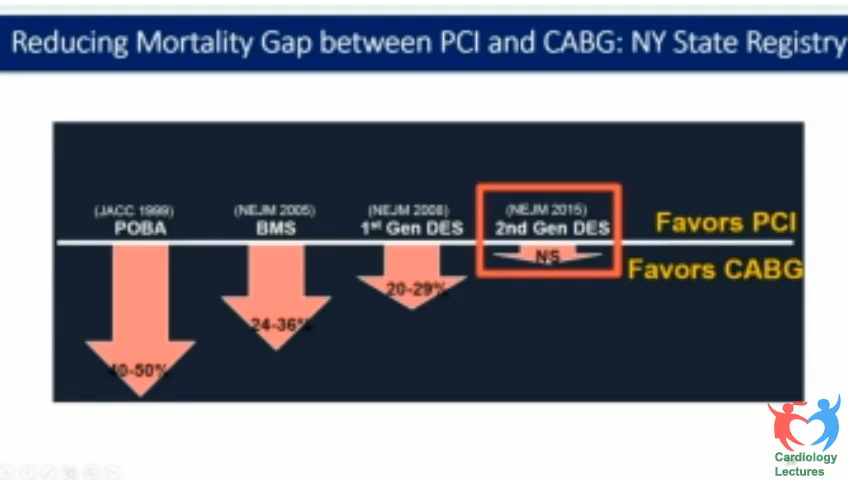 Reducing Mortality Gap between PCI and CABG: NY State Registry
(JACC 1999) (NEJM 2005) (NEJM 2008) (NEJM 2015)
POBA BMS 1st Gen DES 2nd Gen DES
Favors PCI
NS
Favors CABG
20-29%
24-36%
40-50%
Cardiology
Lectures